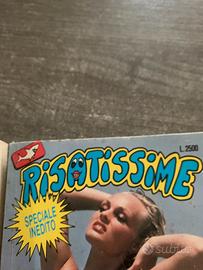 L. 2500
RISATISSIME
SPECIALE
INEDITO
subito